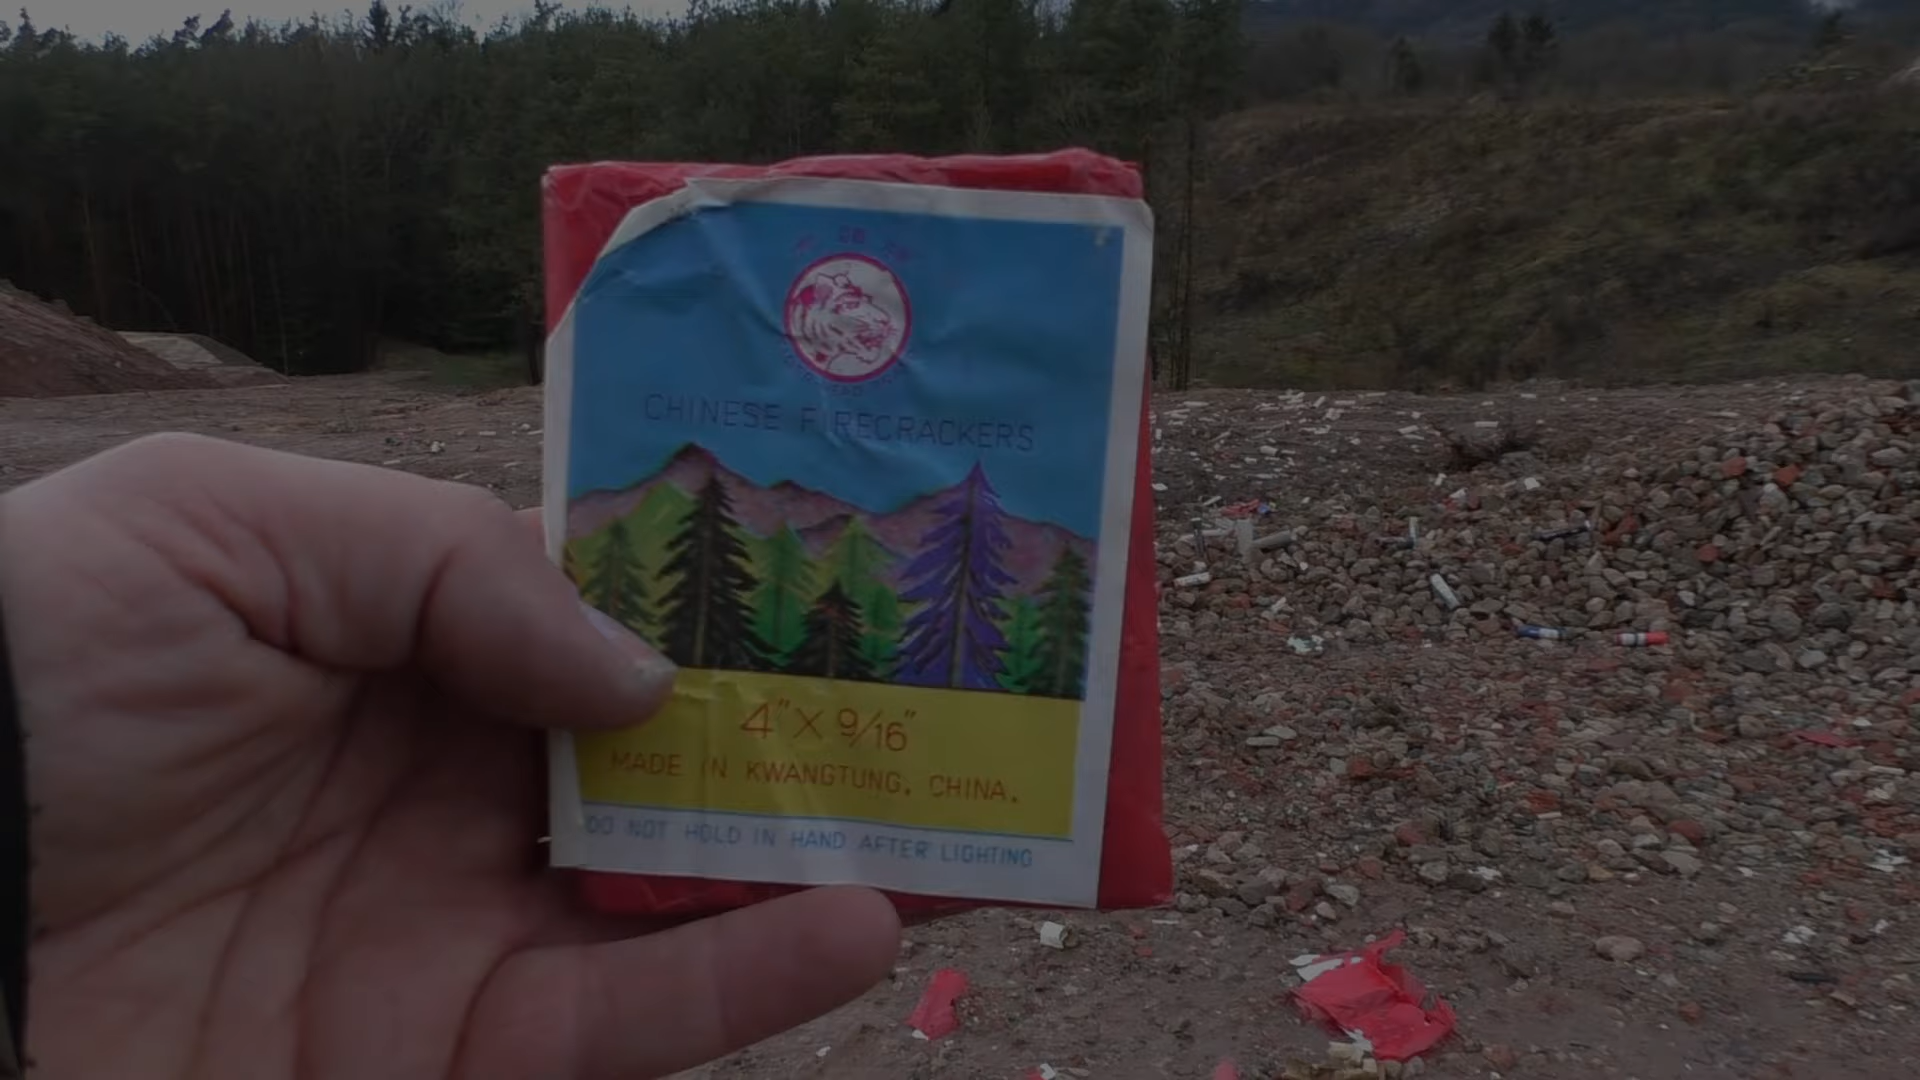 CHINESE FIRECRACKERS
4" X 9/16"
MADE IN KWANGTUNG, CHINA.
DO NOT HOLD IN HAND AFTER LIGHTING